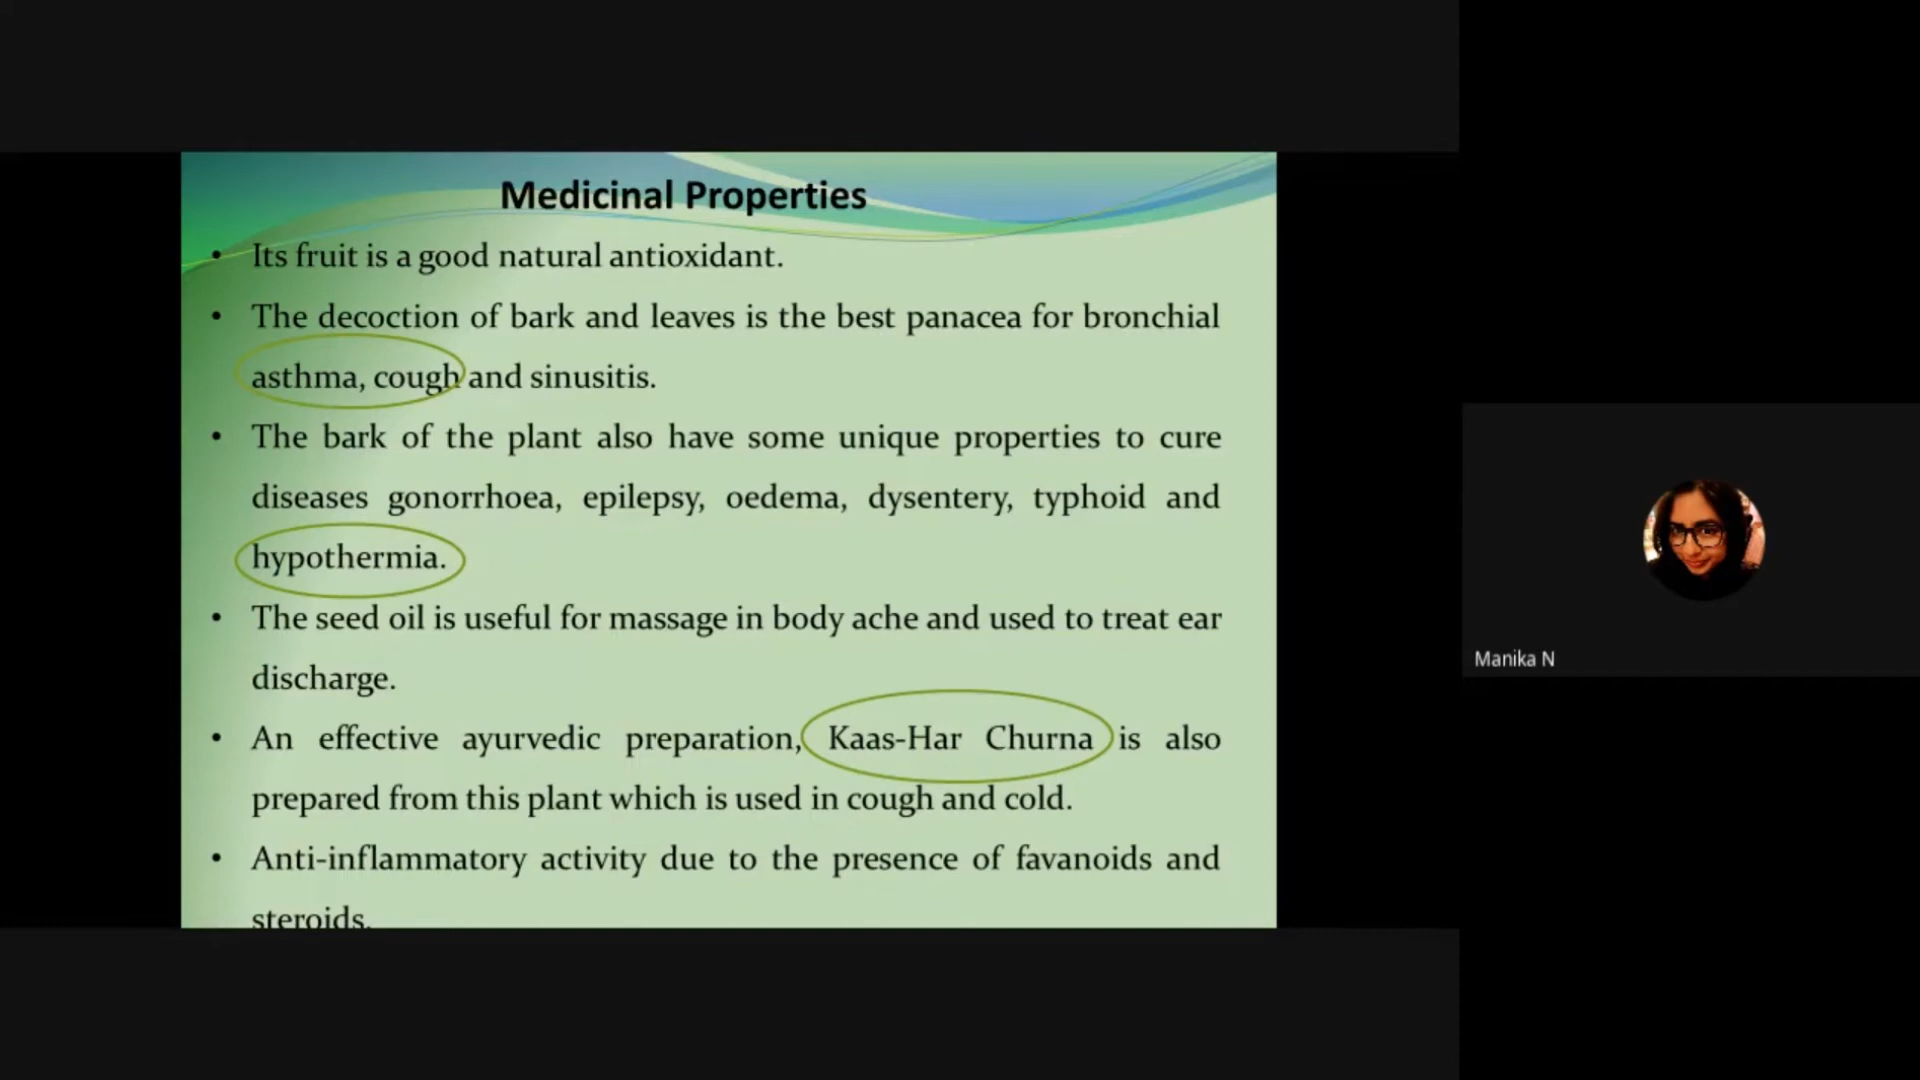 Medicinal Properties
• Its fruit is a good natural antioxidant.
• The decoction of bark and leaves is the best panacea for bronchial
asthma, cough and sinusitis.
• The bark of the plant also have some unique properties to cure
diseases gonorrhoea, epilepsy, oedema, dysentery, typhoid and
hypothermia.
• The seed oil is useful for massage in body ache and used to treat ear
discharge.
• An effective ayurvedic preparation, Kaas-Har Churna is also
prepared from this plant which is used in cough and cold.
• Anti-inflammatory activity due to the presence of favanoids and
steroids.
Manika N